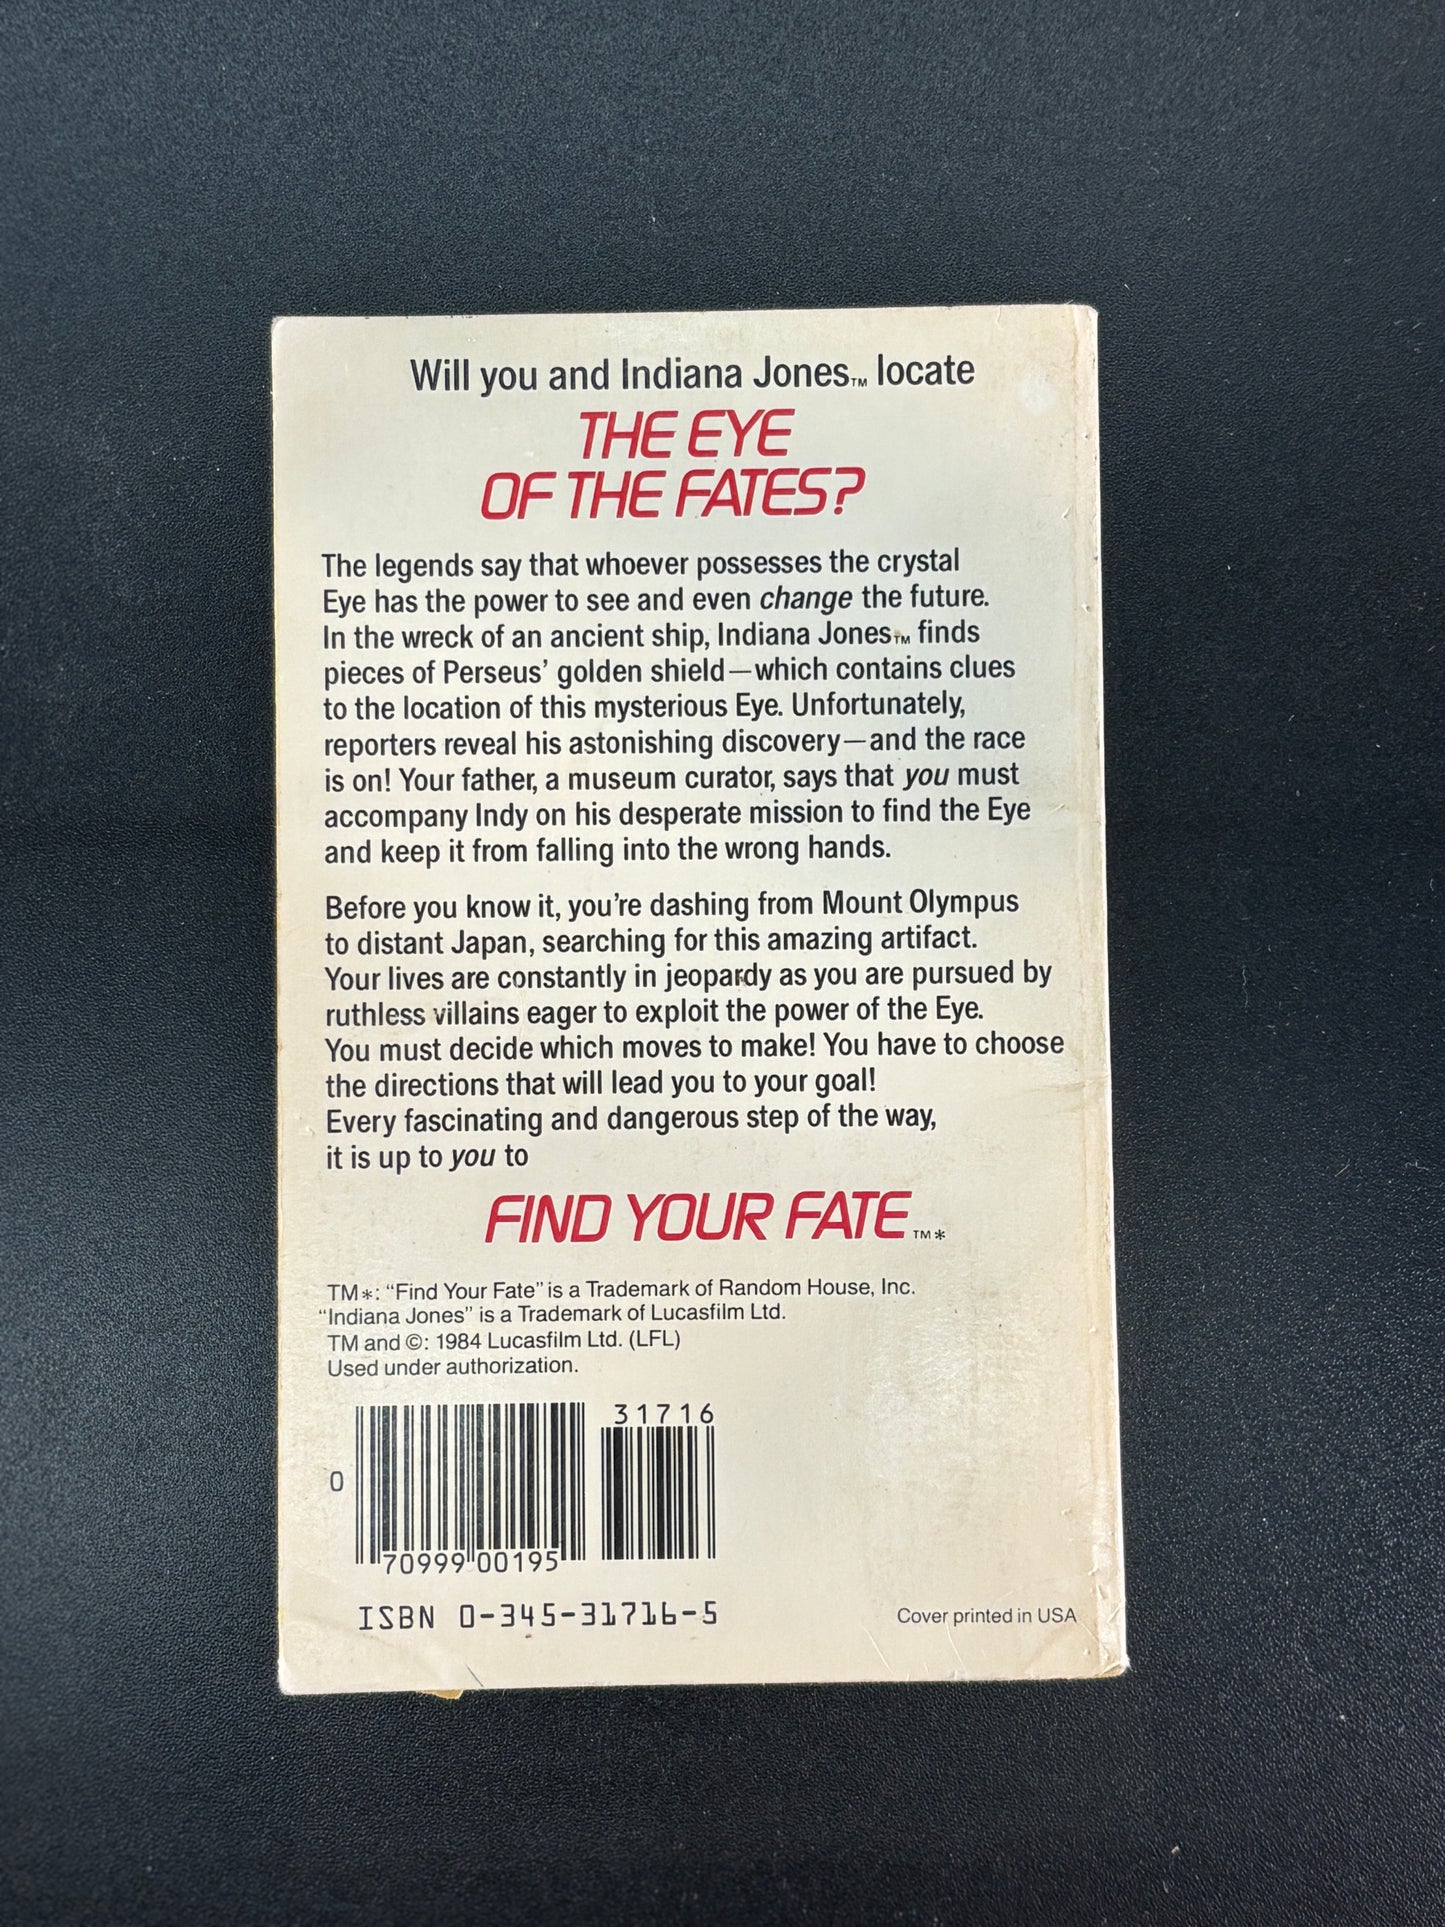 Will you and Indiana Jones™ locate
THE EYE
OF THE FATES?
The legends say that whoever possesses the crystal
Eye has the power to see and even change the future.
In the wreck of an ancient ship, Indiana Jones™ finds
pieces of Perseus' golden shield—which contains clues
to the location of this mysterious Eye. Unfortunately,
reporters reveal his astonishing discovery—and the race
is on! Your father, a museum curator, says that you must
accompany Indy on his desperate mission to find the Eye
and keep it from falling into the wrong hands.
Before you know it, you're dashing from Mount Olympus
to distant Japan, searching for this amazing artifact.
Your lives are constantly in jeopardy as you are pursued by
ruthless villains eager to exploit the power of the Eye.
You must decide which moves to make! You have to choose
the directions that will lead you to your goal!
Every fascinating and dangerous step of the way,
it is up to you to
FIND YOUR FATE™*
TM*: "Find Your Fate" is a Trademark of Random House, Inc.
"Indiana Jones" is a Trademark of Lucasfilm Ltd.
TM and ©: 1984 Lucasfilm Ltd. (LFL)
Used under authorization.
31716
0
70999 00195
ISBN 0-345-31716-5
Cover printed in USA